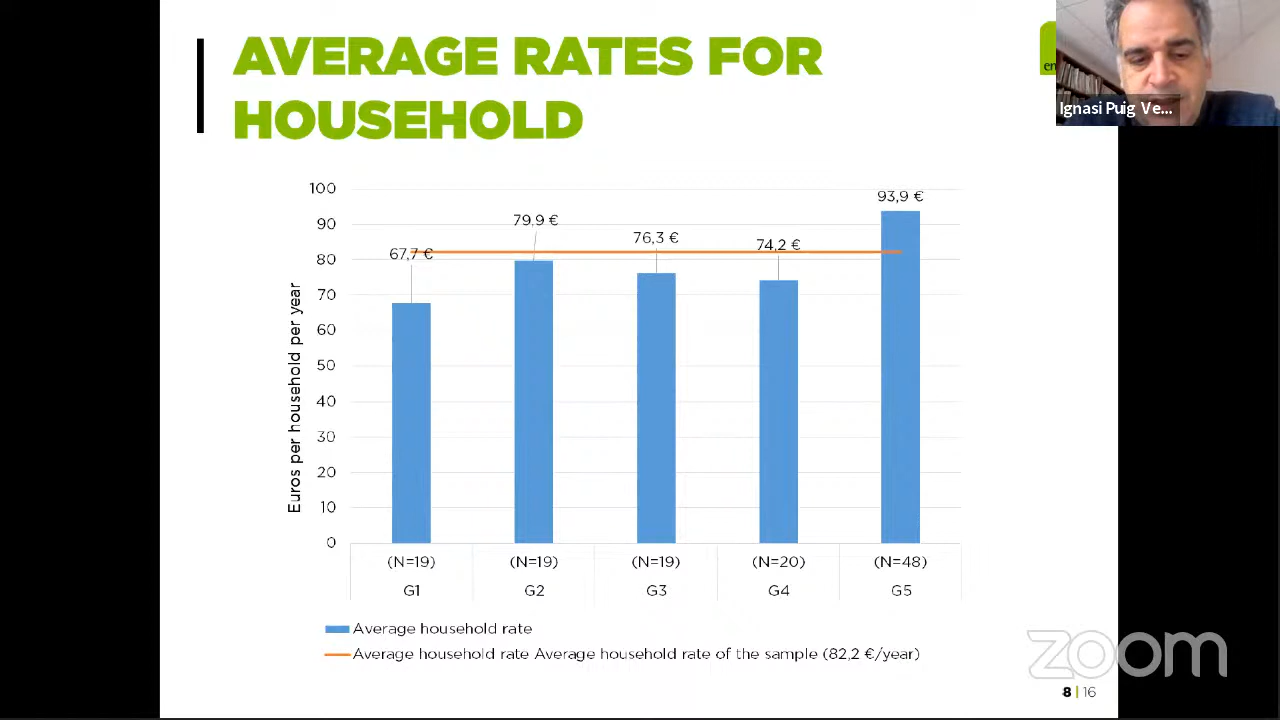 AVERAGE RATES FOR
HOUSEHOLD
en
Ignasi Puig Ve...
Euros per household per year
100
90
80
70
60
50
40
30
20
10
0
67,7 €
79,9 €
76,3 €
74,2 €
93,9 €
(N=19) (N=19) (N=19) (N=20) (N=48)
G1 G2 G3 G4 G5
Average household rate
Average household rate Average household rate of the sample (82,2 €/year)
zoom
8 | 16